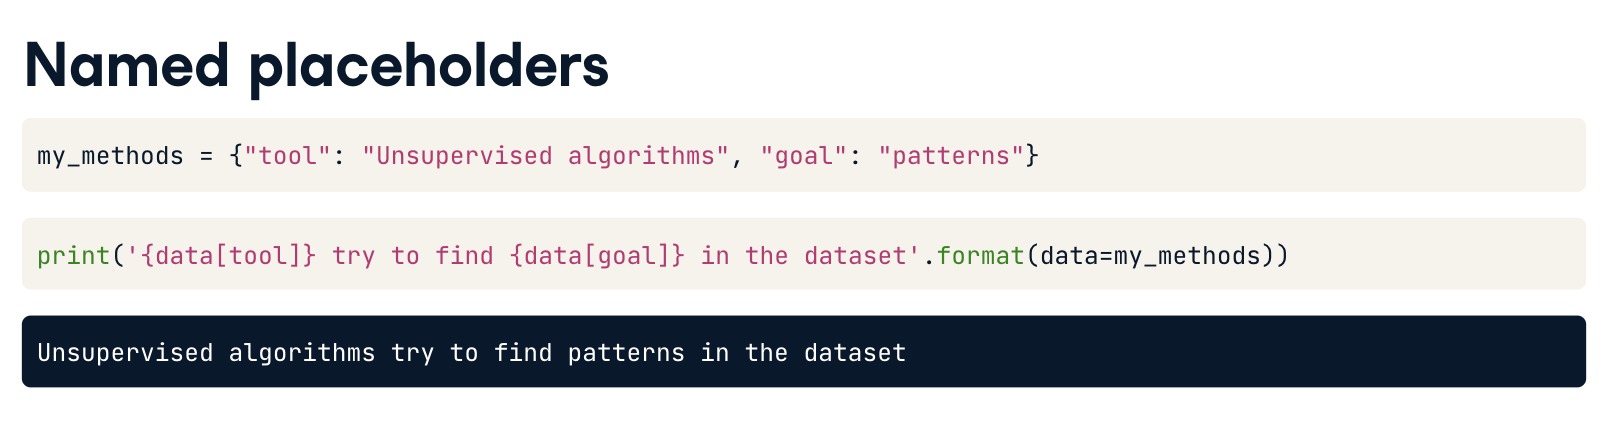 Named placeholders
my_methods = {"tool": "Unsupervised algorithms", "goal": "patterns"}
print('{data[tool]} try to find {data[goal]} in the dataset'.format(data=my_methods))
Unsupervised algorithms try to find patterns in the dataset